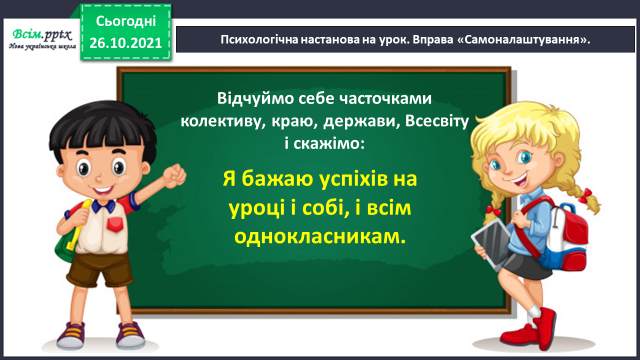 Всім.pptx
Нова українська школа
Сьогодні
26.10.2021
Психологічна настанова на урок. Вправа «Самоналаштування».
Відчуймо себе часточками
колективу, краю, держави, Всесвіту
і скажімо:
Я бажаю успіхів на
уроці і собі, і всім
однокласникам.